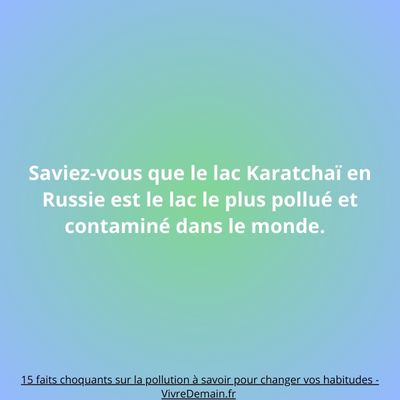 Saviez-vous que le lac Karatchaï en
Russie est le lac le plus pollué et
contaminé dans le monde.
15 faits choquants sur la pollution à savoir pour changer vos habitudes -
VivreDemain.fr